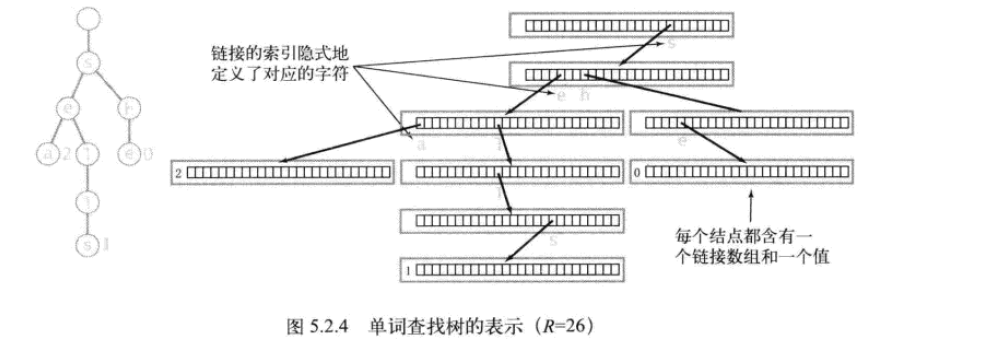 链接的索引隐式地
定义了对应的字符
s
s
e h
e
h
a
l
e
a 2
l
e 0
2
0
l
l
s
每个结点都含有一
个链接数组和一个值
s 1
1
图 5.2.4 单词查找树的表示（R=26）